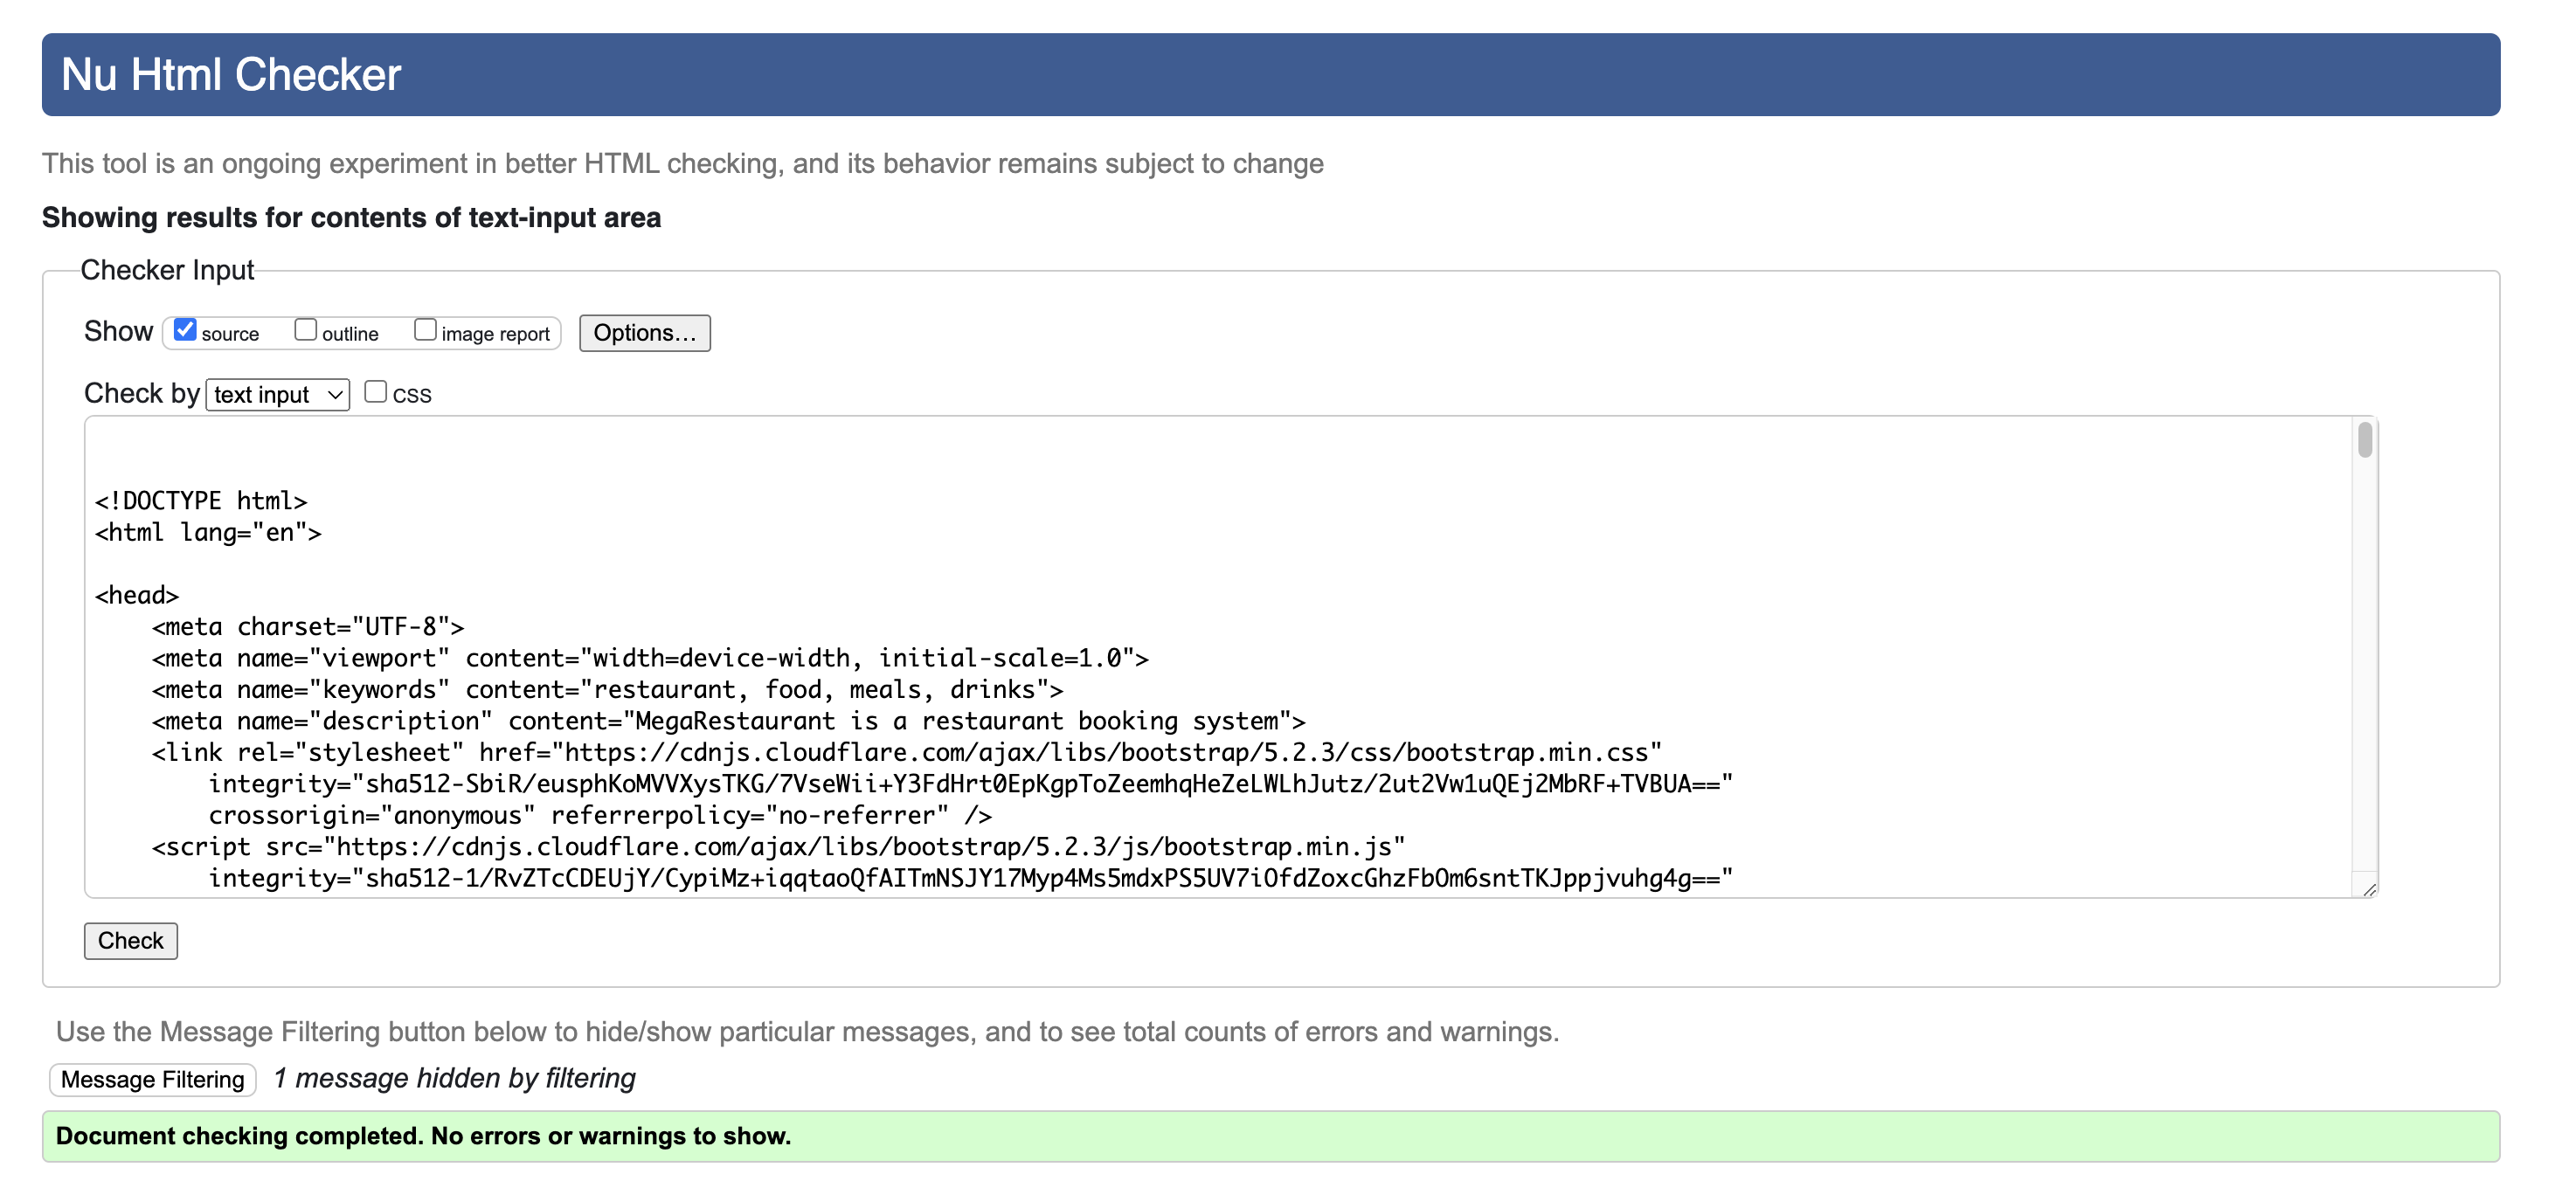 Nu Html Checker
This tool is an ongoing experiment in better HTML checking, and its behavior remains subject to change
Showing results for contents of text-input area
Checker Input
Show source outline image report Options...
Check by text input CSS
<!DOCTYPE html>
<html lang="en">
<head>
    <meta charset="UTF-8">
    <meta name="viewport" content="width=device-width, initial-scale=1.0">
    <meta name="keywords" content="restaurant, food, meals, drinks">
    <meta name="description" content="MegaRestaurant is a restaurant booking system">
    <link rel="stylesheet" href="https://cdnjs.cloudflare.com/ajax/libs/bootstrap/5.2.3/css/bootstrap.min.css"
        integrity="sha512-SbiR/eusphKoMVVXysTKG/7VseWii+Y3FdHrt0EpKgpToZeemhqHeZeLWLhJutz/2ut2Vw1uQEj2MbRF+TVBUA=="
        crossorigin="anonymous" referrerpolicy="no-referrer" />
    <script src="https://cdnjs.cloudflare.com/ajax/libs/bootstrap/5.2.3/js/bootstrap.min.js"
        integrity="sha512-1/RvZTcCDEUjY/CypiMz+iqqtaoQfAITmNSJY17Myp4Ms5mdxPS5UV7iOfdZoxcGhzFbOm6sntTKJppjvuhg4g=="
Check
Use the Message Filtering button below to hide/show particular messages, and to see total counts of errors and warnings.
Message Filtering 1 message hidden by filtering
Document checking completed. No errors or warnings to show.